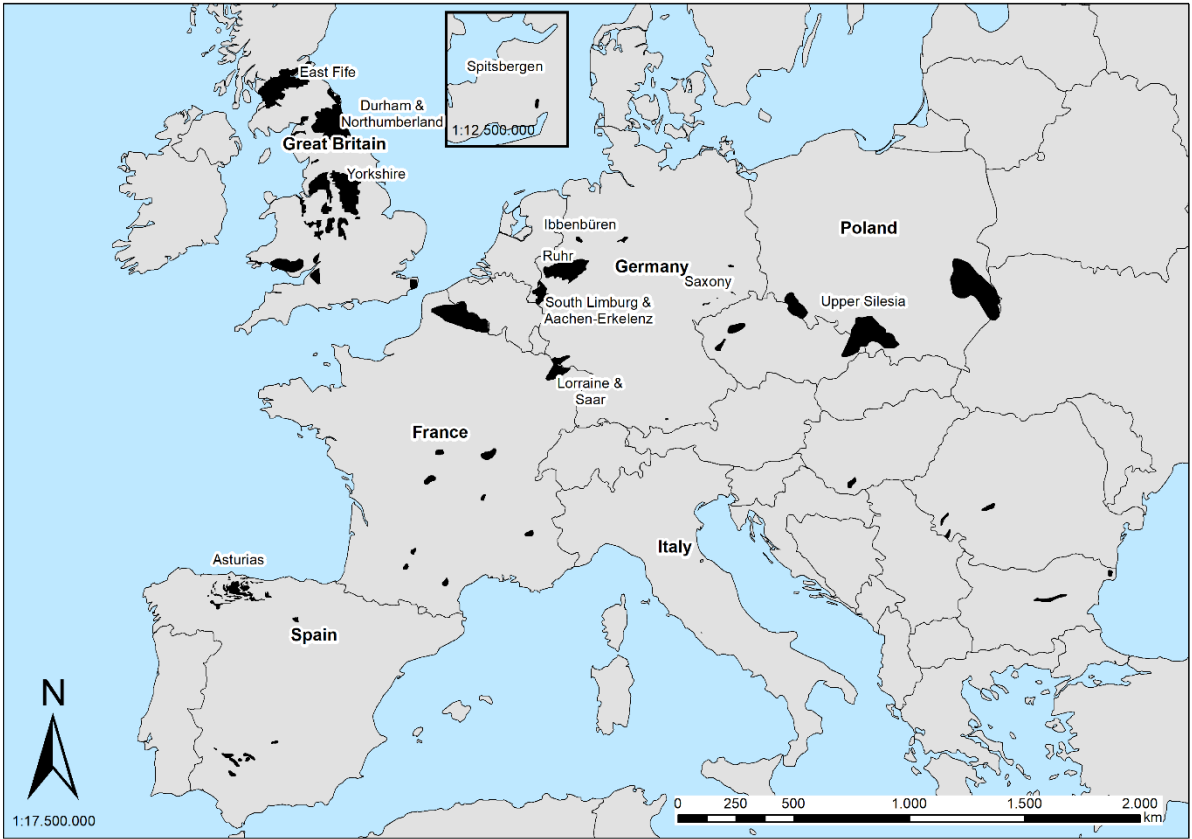 East Fife
Durham &
Northumberland
Great Britain
Yorkshire
Spitsbergen
1:12.500.000
Ibbenbüren
Ruhr
Germany
Saxony
South Limburg &
Aachen-Erkelenz
Poland
Upper Silesia
Lorraine &
Saar
France
Italy
Asturias
Spain
N
1:17.500.000
0 250 500 1.000 1.500 2.000
km